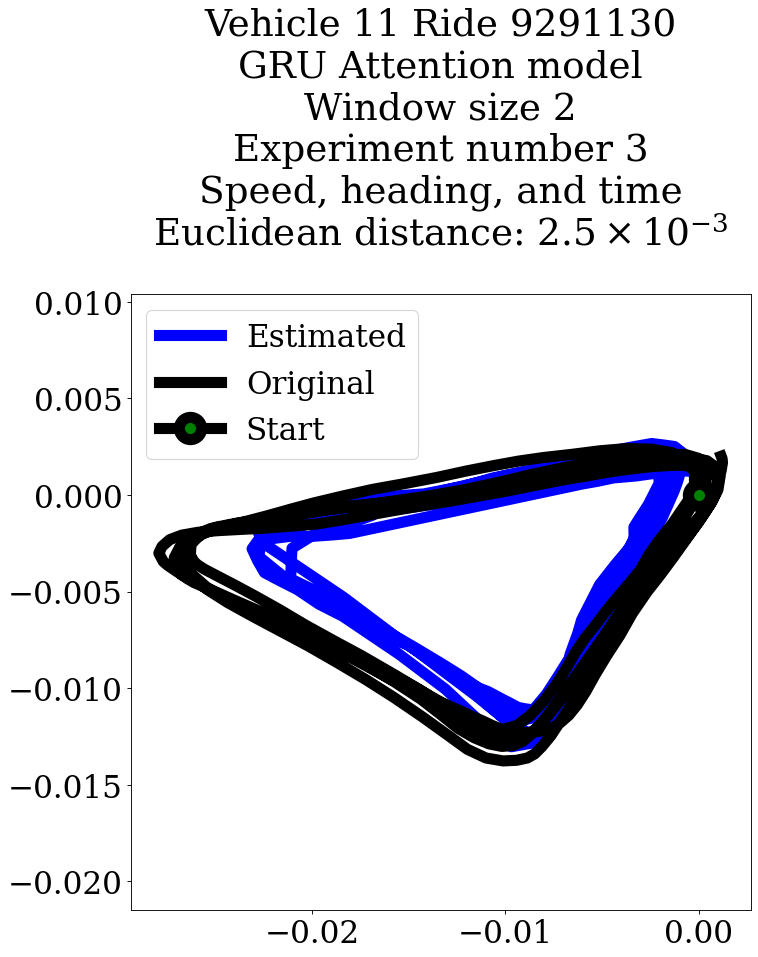 Vehicle 11 Ride 9291130
GRU Attention model
Window size 2
Experiment number 3
Speed, heading, and time
Euclidean distance: 2.5 × 10⁻³
0.010
0.005
0.000
−0.005
−0.010
−0.015
−0.020
Estimated
Original
Start
−0.02
−0.01
0.00